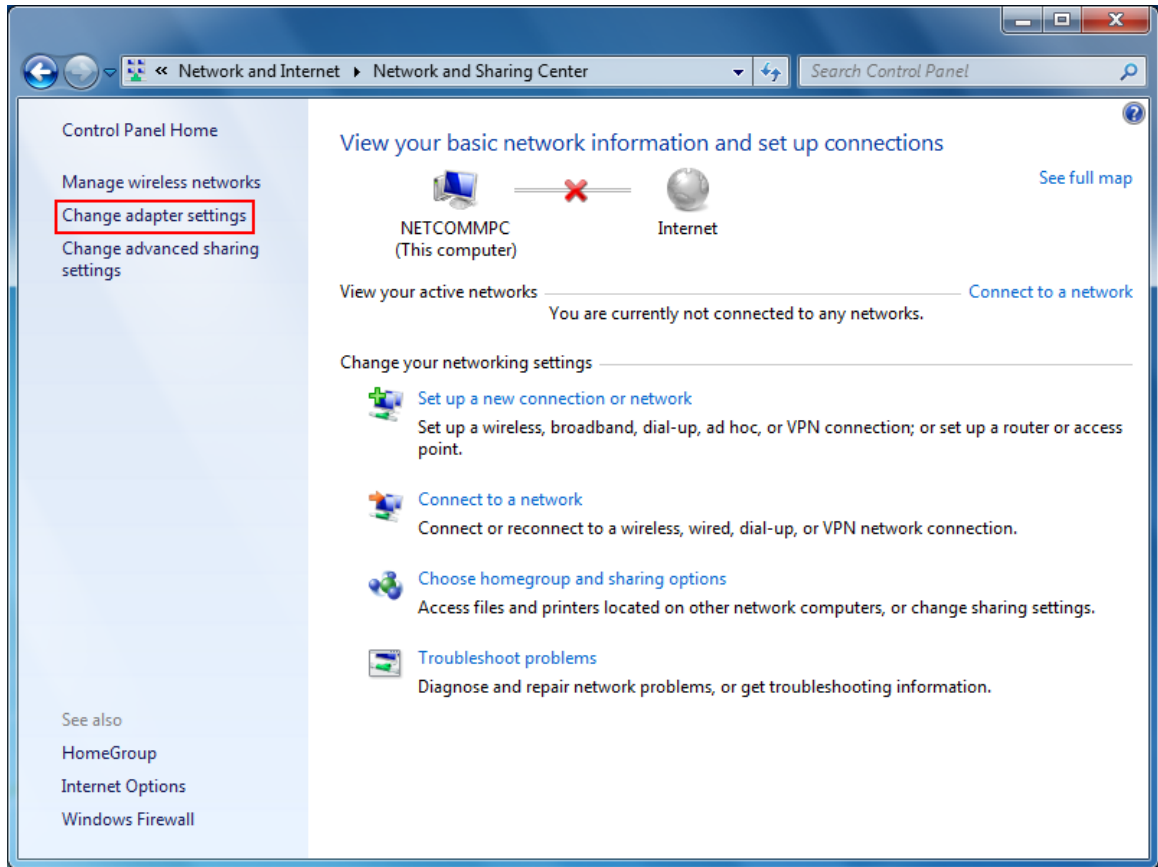 « Network and Internet ▸ Network and Sharing Center
Search Control Panel
Control Panel Home
Manage wireless networks
Change adapter settings
Change advanced sharing
settings
View your basic network information and set up connections
See full map
NETCOMMPC
(This computer)
Internet
View your active networks
Connect to a network
You are currently not connected to any networks.
Change your networking settings
Set up a new connection or network
Set up a wireless, broadband, dial-up, ad hoc, or VPN connection; or set up a router or access
point.
Connect to a network
Connect or reconnect to a wireless, wired, dial-up, or VPN network connection.
Choose homegroup and sharing options
Access files and printers located on other network computers, or change sharing settings.
Troubleshoot problems
Diagnose and repair network problems, or get troubleshooting information.
See also
HomeGroup
Internet Options
Windows Firewall